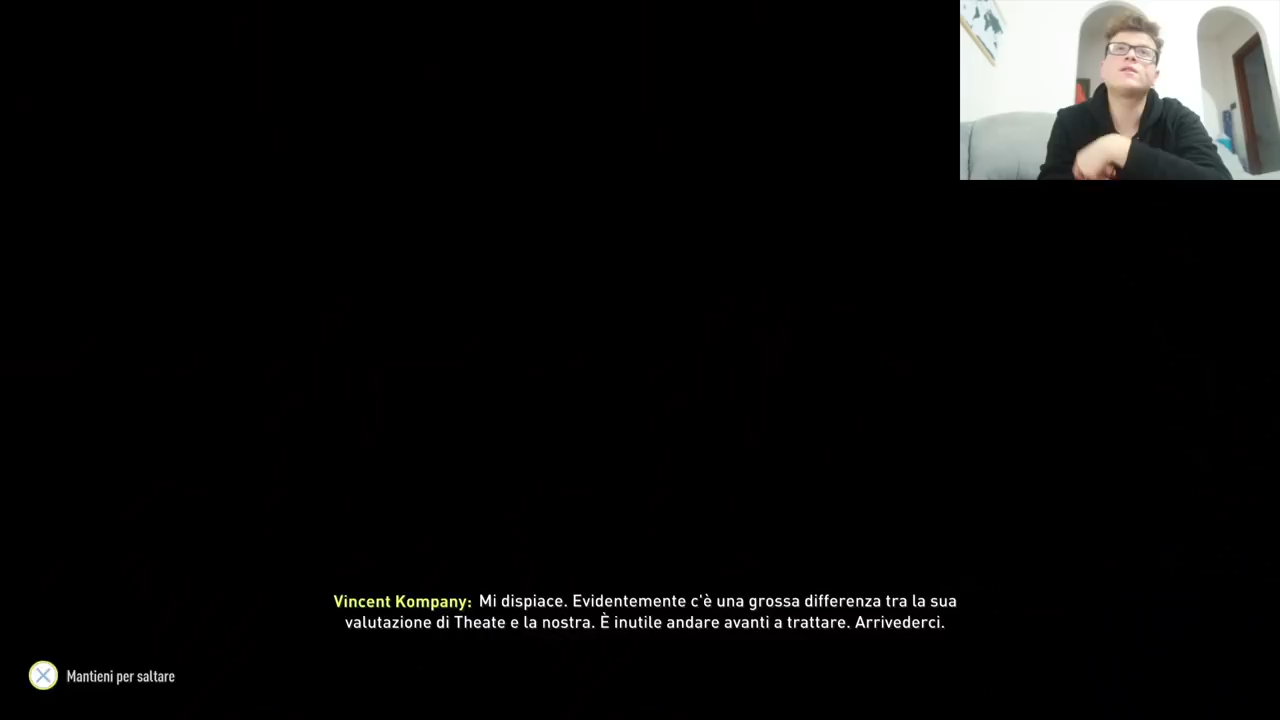 Vincent Kompany: Mi dispiace. Evidentemente c'è una grossa differenza tra la sua
valutazione di Theate e la nostra. È inutile andare avanti a trattare. Arrivederci.
Mantieni per saltare